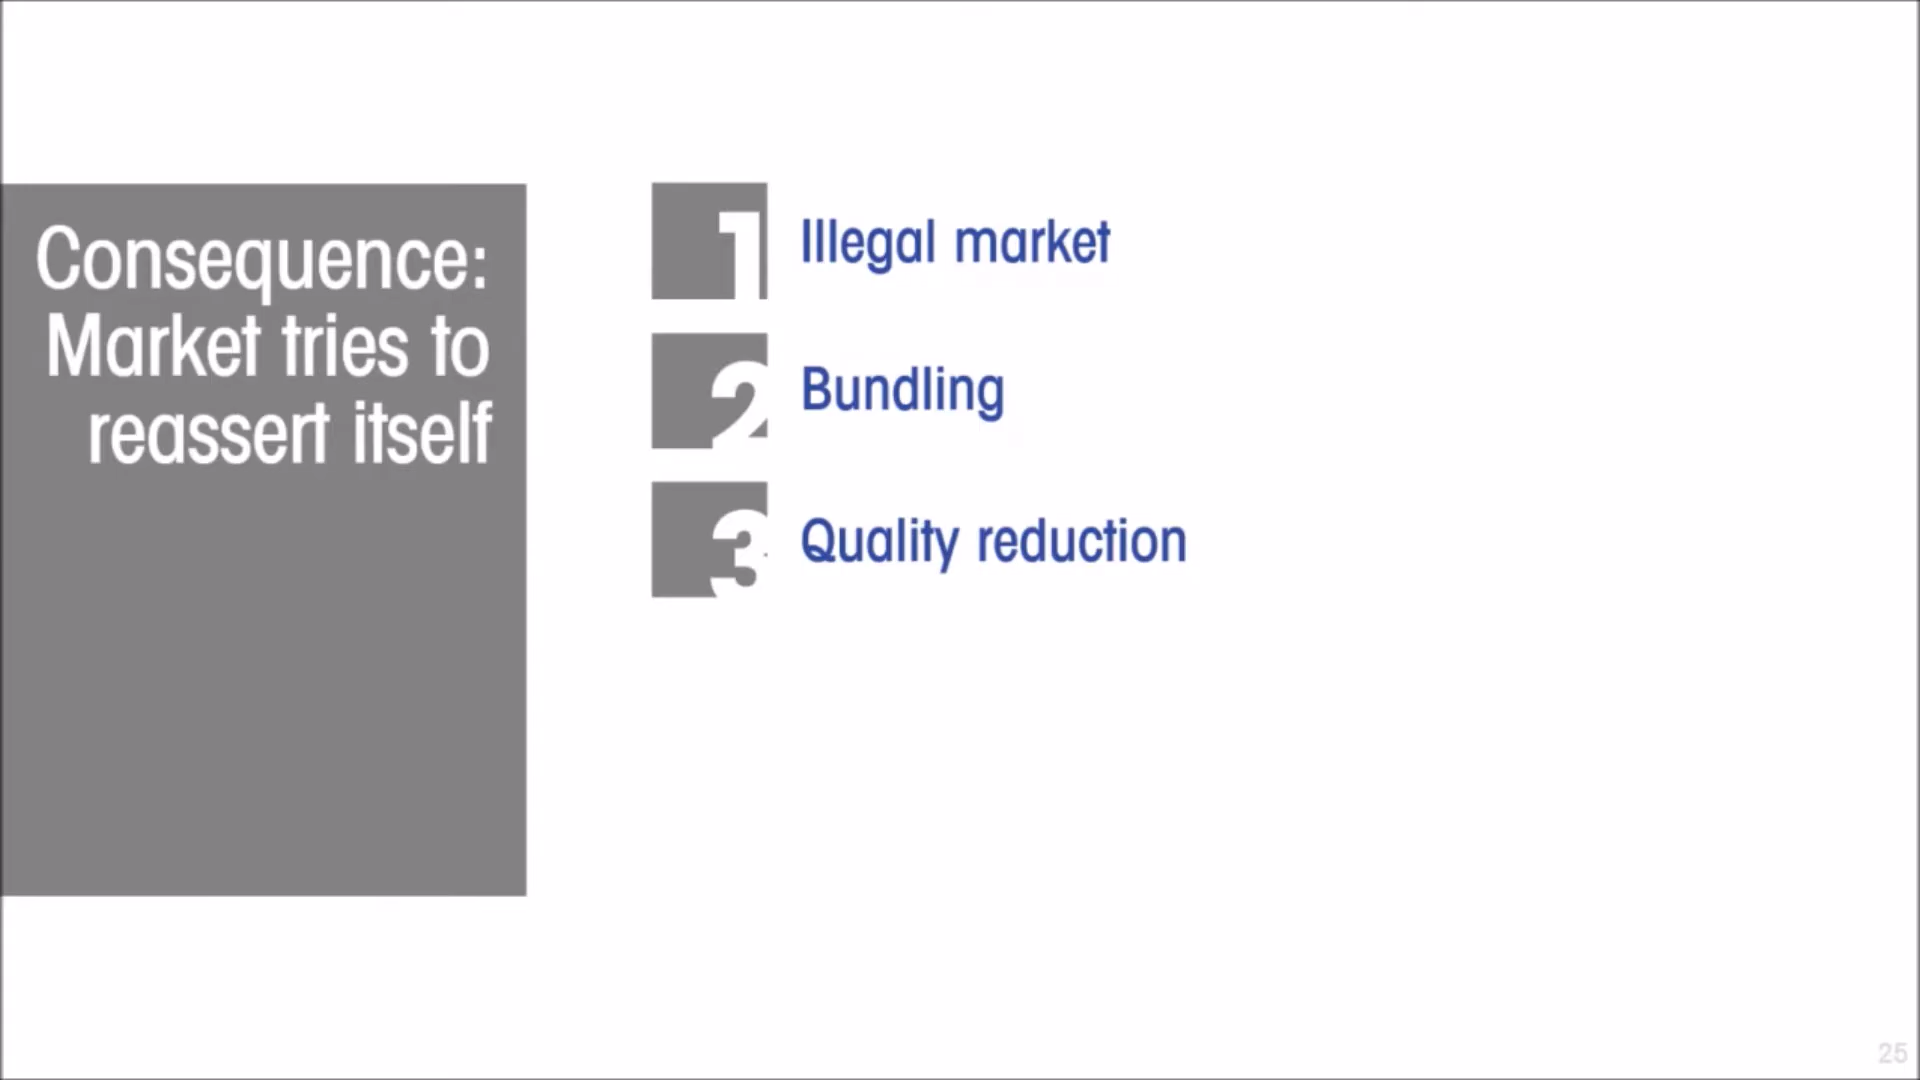 Consequence:
Market tries to
reassert itself
1 Illegal market
2 Bundling
3 Quality reduction
25